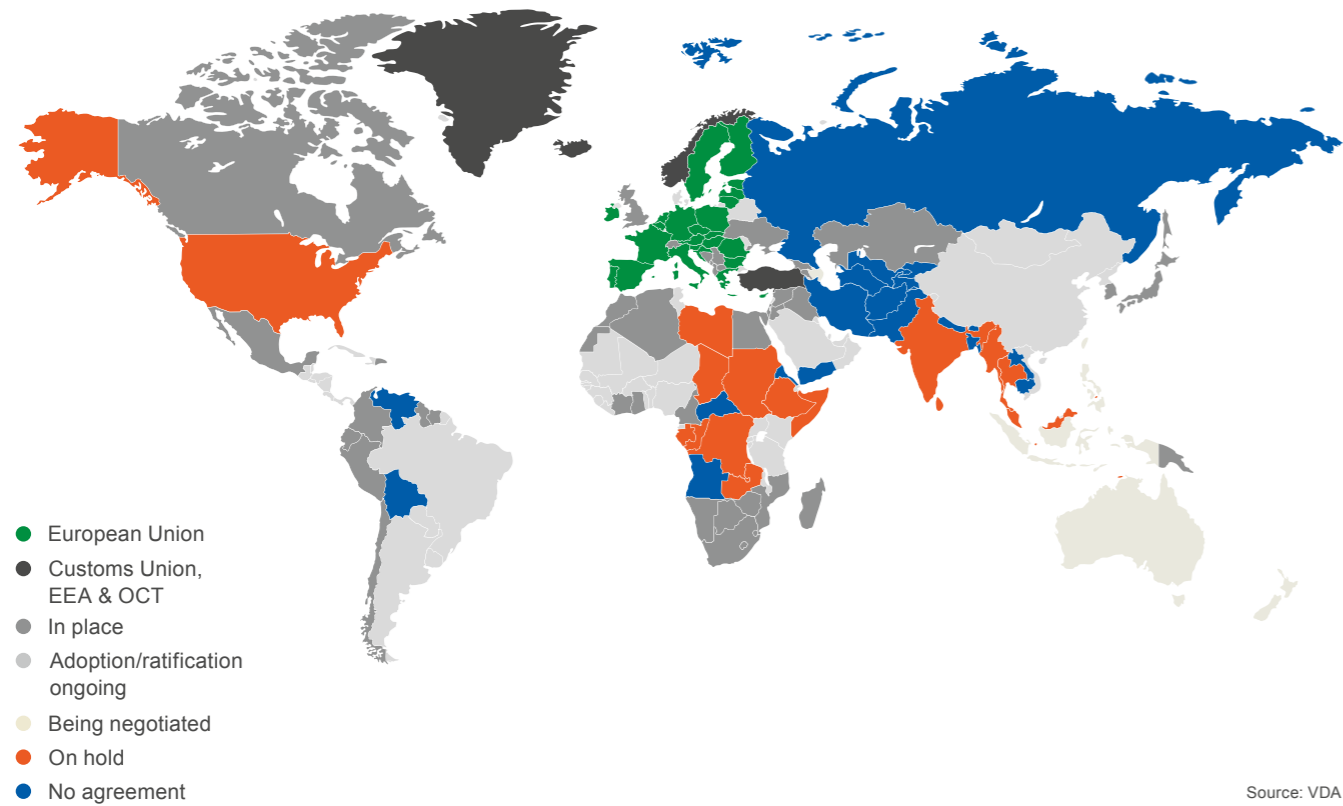 European Union
Customs Union,
EEA & OCT
In place
Adoption/ratification
ongoing
Being negotiated
On hold
No agreement
Source: VDA